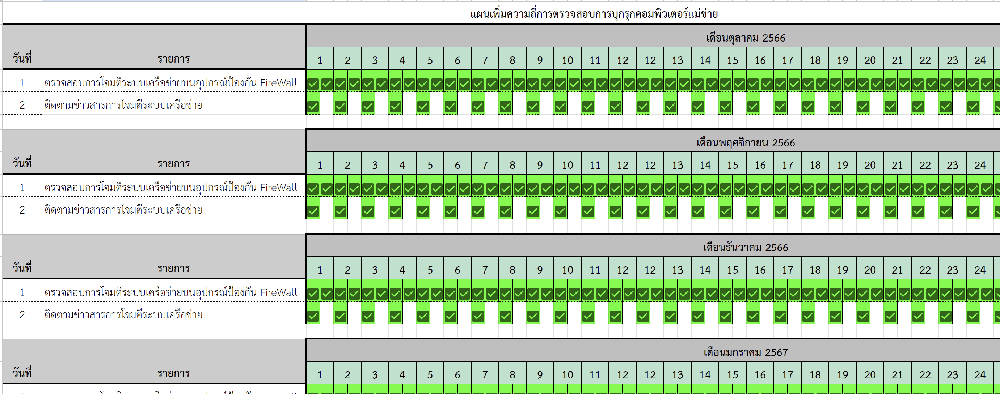 แผนเพิ่มความถี่การตรวจสอบการบุกรุกคอมพิวเตอร์แม่ข่าย
เดือนตุลาคม 2566
วันที่ รายการ 1 2 3 4 5 6 7 8 9 10 11 12 12 13 14 15 16 17 18 19 20 21 22 23 24
1 ตรวจสอบการโจมตีระบบเครือข่ายบนอุปกรณ์ป้องกัน FireWall
2 ติดตามข่าวสารการโจมตีระบบเครือข่าย
เดือนพฤศจิกายน 2566
วันที่ รายการ 1 2 3 4 5 6 7 8 9 10 11 12 12 13 14 15 16 17 18 19 20 21 22 23 24
1 ตรวจสอบการโจมตีระบบเครือข่ายบนอุปกรณ์ป้องกัน FireWall
2 ติดตามข่าวสารการโจมตีระบบเครือข่าย
เดือนธันวาคม 2566
วันที่ รายการ 1 2 3 4 5 6 7 8 9 10 11 12 12 13 14 15 16 17 18 19 20 21 22 23 24
1 ตรวจสอบการโจมตีระบบเครือข่ายบนอุปกรณ์ป้องกัน FireWall
2 ติดตามข่าวสารการโจมตีระบบเครือข่าย
เดือนมกราคม 2567
วันที่ รายการ 1 2 3 4 5 6 7 8 9 10 11 12 12 13 14 15 16 17 18 19 20 21 22 23 24